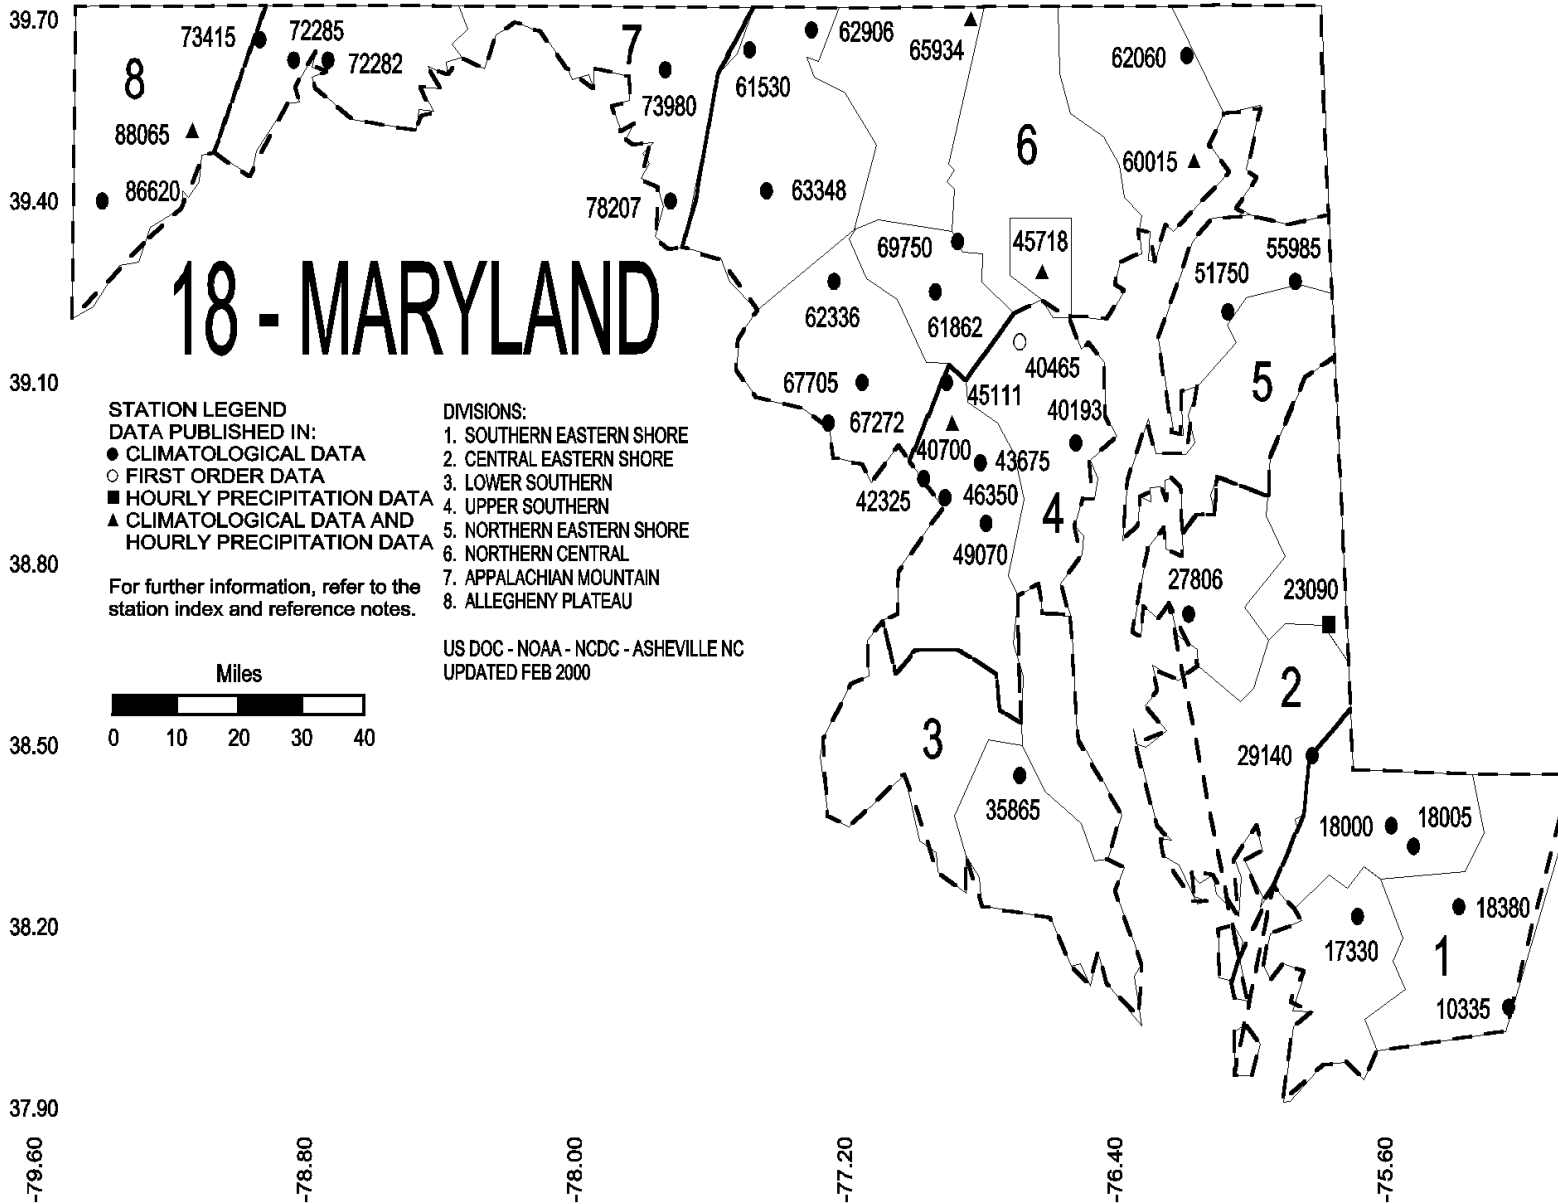 39.70
39.40
39.10
38.80
38.50
38.20
37.90
-79.60
-78.80
-78.00
-77.20
-76.40
-75.60
18 - MARYLAND
73415
72285
72282
7
73980
61530
62906
65934
62060
8
88065
86620
6
60015
63348
78207
69750
45718
55985
51750
62336
61862
40465
67705
45111
5
40193
67272
40700
43675
42325
46350
4
49070
27806
23090
2
3
29140
35865
18000
18005
18380
17330
1
10335
STATION LEGEND
DATA PUBLISHED IN:
● CLIMATOLOGICAL DATA
○ FIRST ORDER DATA
■ HOURLY PRECIPITATION DATA
▲ CLIMATOLOGICAL DATA AND
HOURLY PRECIPITATION DATA
For further information, refer to the
station index and reference notes.
DIVISIONS:
1. SOUTHERN EASTERN SHORE
2. CENTRAL EASTERN SHORE
3. LOWER SOUTHERN
4. UPPER SOUTHERN
5. NORTHERN EASTERN SHORE
6. NORTHERN CENTRAL
7. APPALACHIAN MOUNTAIN
8. ALLEGHENY PLATEAU
US DOC - NOAA - NCDC - ASHEVILLE NC
UPDATED FEB 2000
Miles
0 10 20 30 40